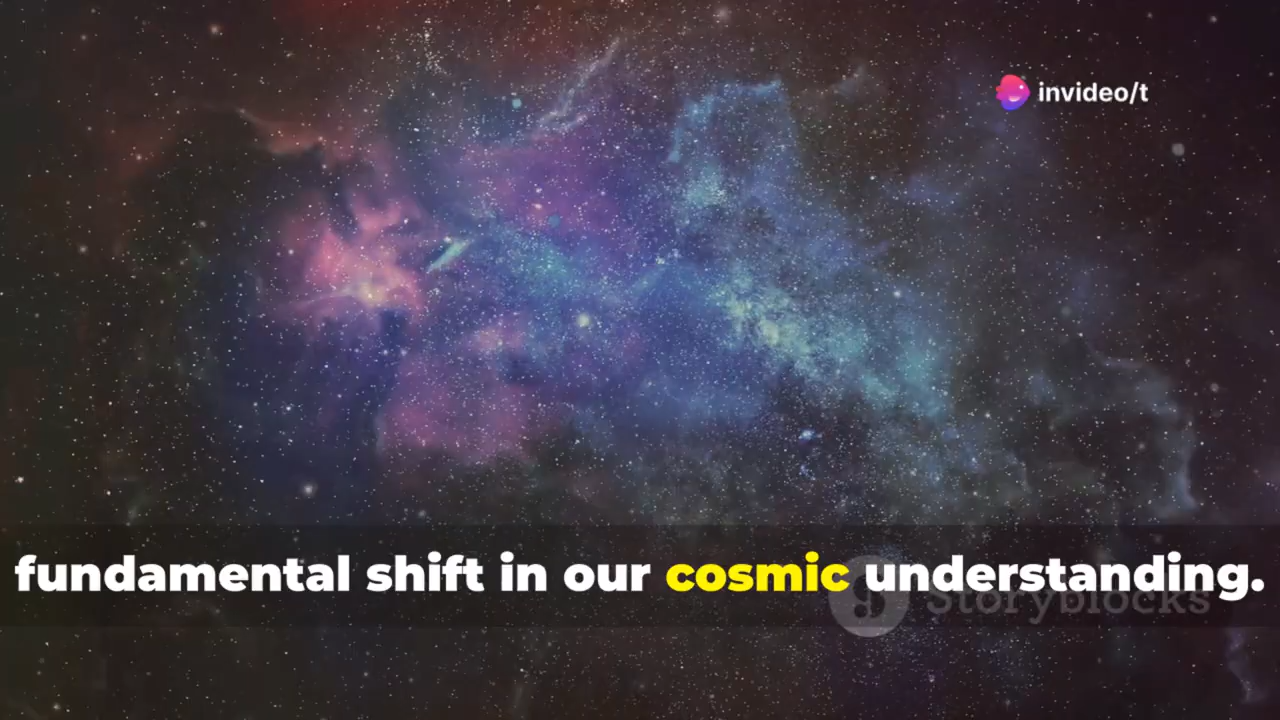 invideo/t
fundamental shift in our cosmic understanding.
Storyblocks